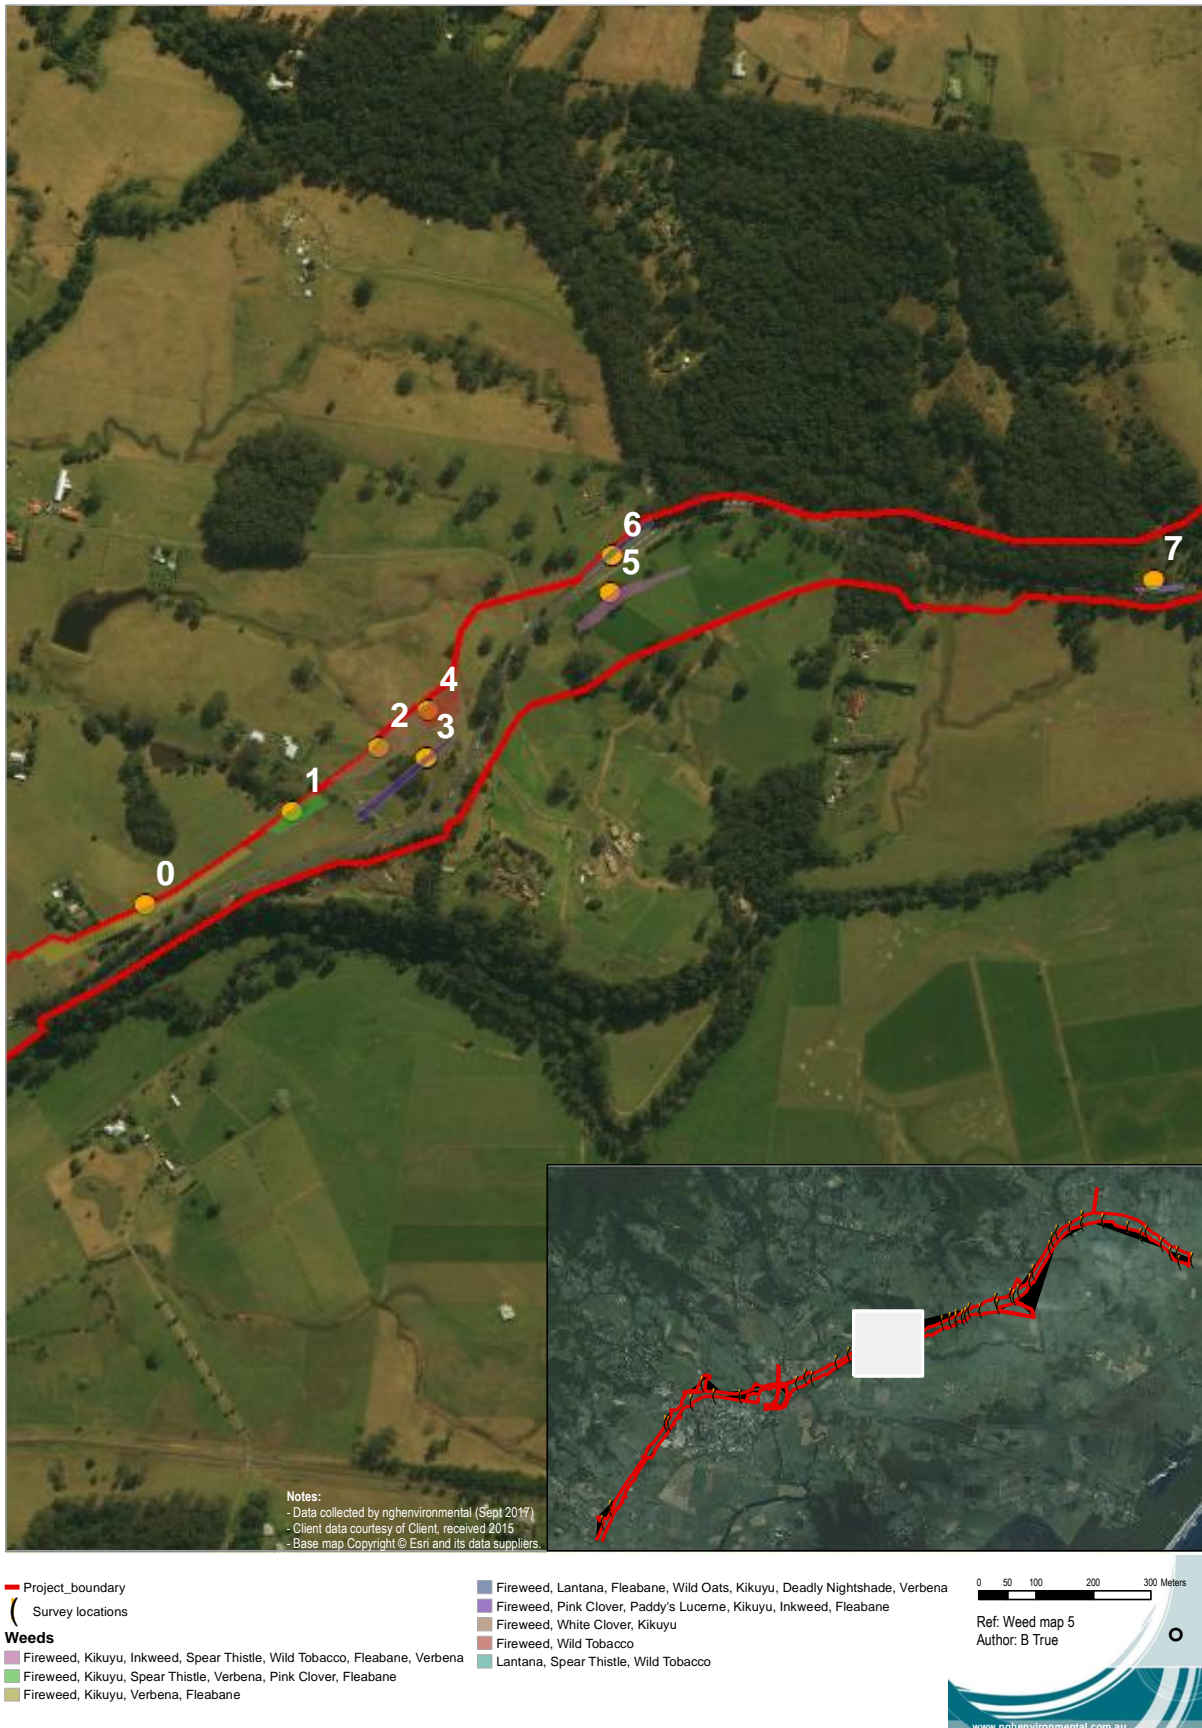 6
5
7
4
2
3
1
0
Notes:
- Data collected by nghenvironmental (Sept 2017)
- Client data courtesy of Client, received 2015
- Base map Copyright © Esri and its data suppliers.
Project_boundary
Survey locations
Weeds
Fireweed, Kikuyu, Inkweed, Spear Thistle, Wild Tobacco, Fleabane, Verbena
Fireweed, Kikuyu, Spear Thistle, Verbena, Pink Clover, Fleabane
Fireweed, Kikuyu, Verbena, Fleabane
Fireweed, Lantana, Fleabane, Wild Oats, Kikuyu, Deadly Nightshade, Verbena
Fireweed, Pink Clover, Paddy's Lucerne, Kikuyu, Inkweed, Fleabane
Fireweed, White Clover, Kikuyu
Fireweed, Wild Tobacco
Lantana, Spear Thistle, Wild Tobacco
0 50 100 200 300 Meters
Ref: Weed map 5
Author: B True
www.nghenvironmental.com.au